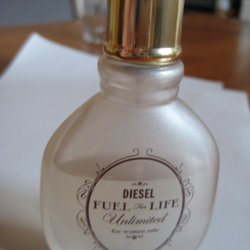 DIESEL
FUEL For LIFE
Unlimited
For women only